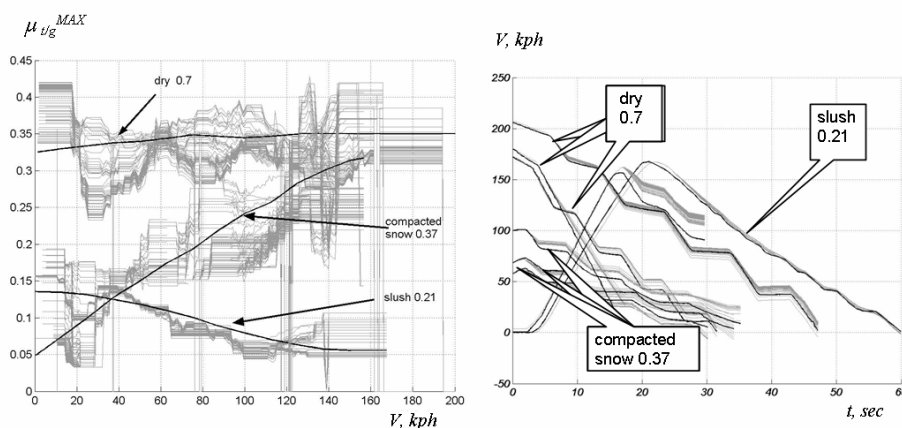 μ t/g MAX
0.45
0.4
0.35
0.3
0.25
0.2
0.15
0.1
0.05
0
0 20 40 60 80 100 120 140 160 180 200
V, kph
dry 0.7
compacted
snow 0.37
slush 0.21
V, kph
250
200
150
100
50
0
-50
0 10 20 30 40 50 60
t, sec
dry
0.7
slush
0.21
compacted
snow 0.37